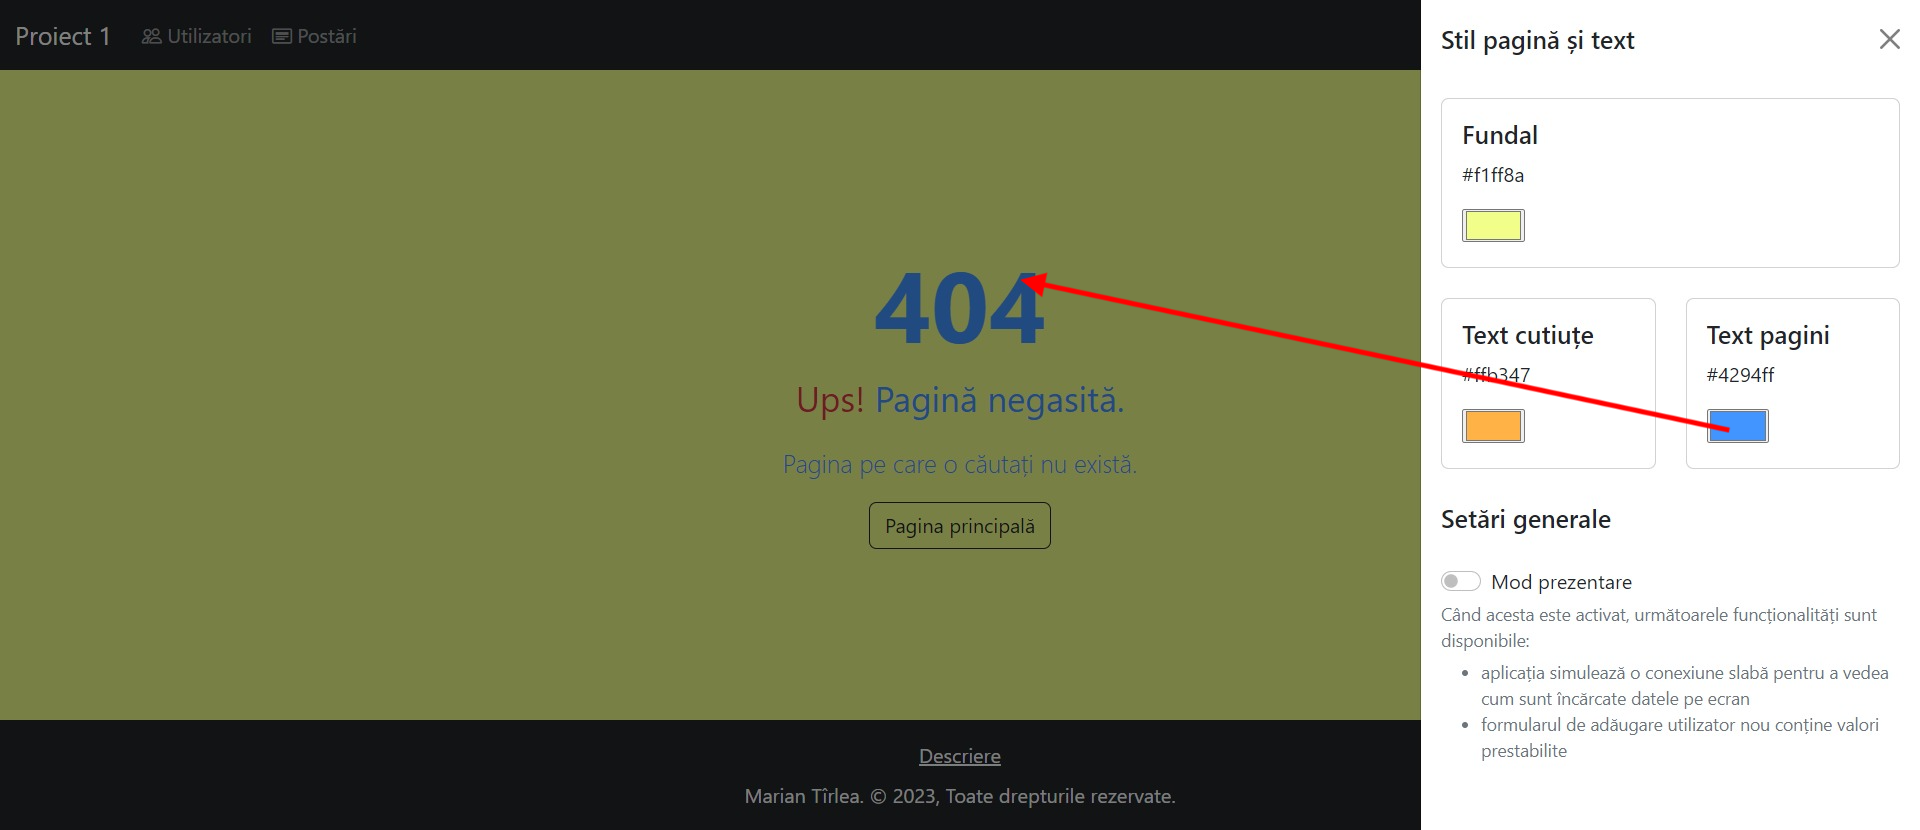 Proiect 1 Utilizatori Postări
404
Ups! Pagină negasită.
Pagina pe care o căutați nu există.
Pagina principală
Descriere
Marian Tîrlea. © 2023, Toate drepturile rezervate.
Stil pagină și text
Fundal
#f1ff8a
Text cutiuțe
#ffb347
Text pagini
#4294ff
Setări generale
Mod prezentare
Când acesta este activat, următoarele funcționalități sunt
disponibile:
• aplicația simulează o conexiune slabă pentru a vedea
cum sunt încărcate datele pe ecran
• formularul de adăugare utilizator nou conține valori
prestabilite